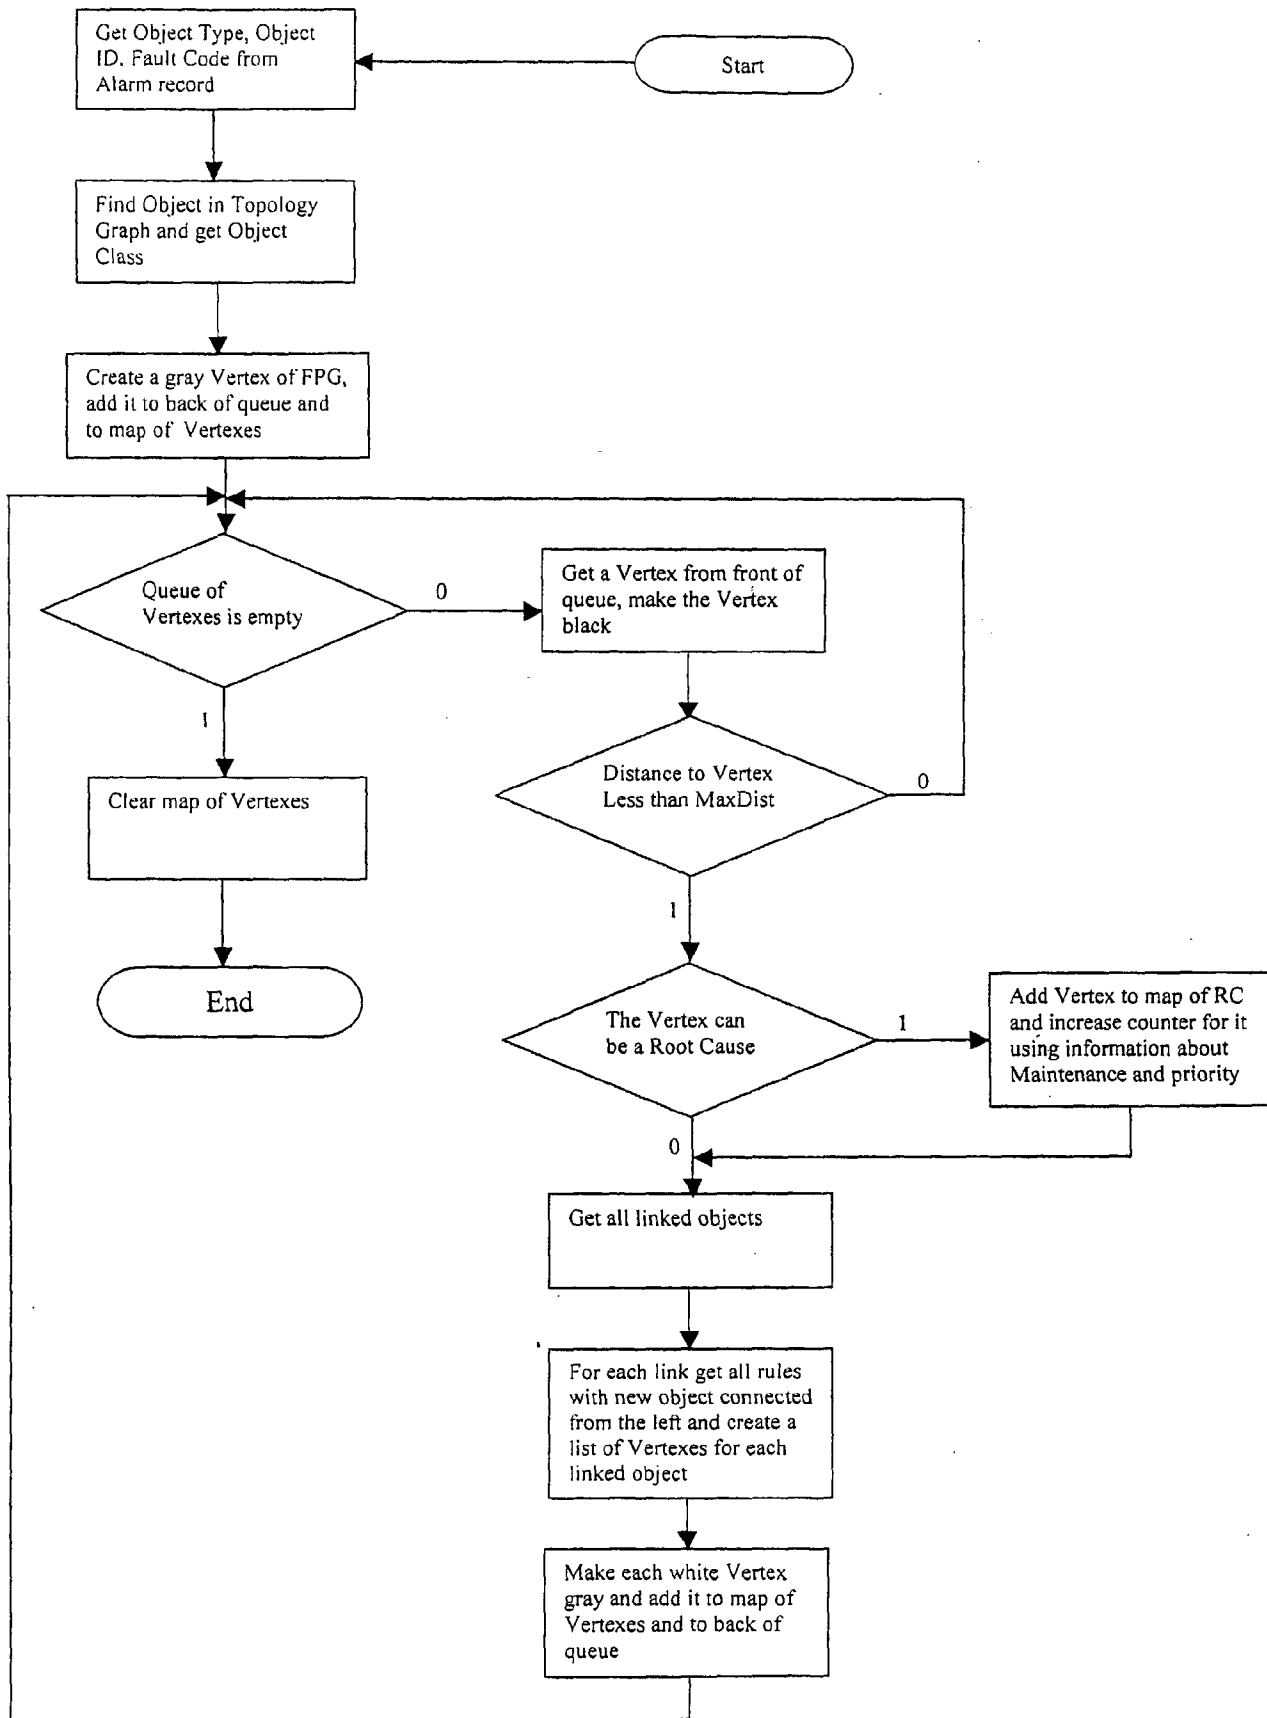 Start
Get Object Type, Object
ID, Fault Code from
Alarm record
Find Object in Topology
Graph and get Object
Class
Create a gray Vertex of FPG,
add it to back of queue and
to map of Vertexes
Queue of
Vertexes is empty
0
1
Get a Vertex from front of
queue, make the Vertex
black
Distance to Vertex
Less than MaxDist
0
1
Clear map of Vertexes
End
The Vertex can
be a Root Cause
1
0
Add Vertex to map of RC
and increase counter for it
using information about
Maintenance and priority
Get all linked objects
For each link get all rules
with new object connected
from the left and create a
list of Vertexes for each
linked object
Make each white Vertex
gray and add it to map of
Vertexes and to back of
queue